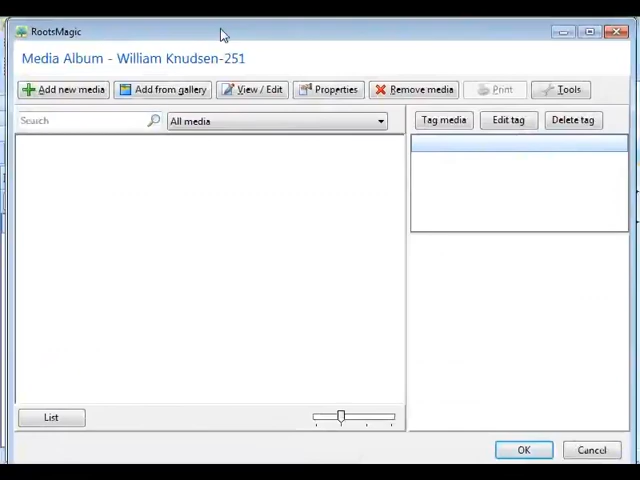 RootsMagic
Media Album - William Knudsen-251
Add new media Add from gallery View / Edit Properties Remove media Print Tools
Search All media Tag media Edit tag Delete tag
List
OK Cancel